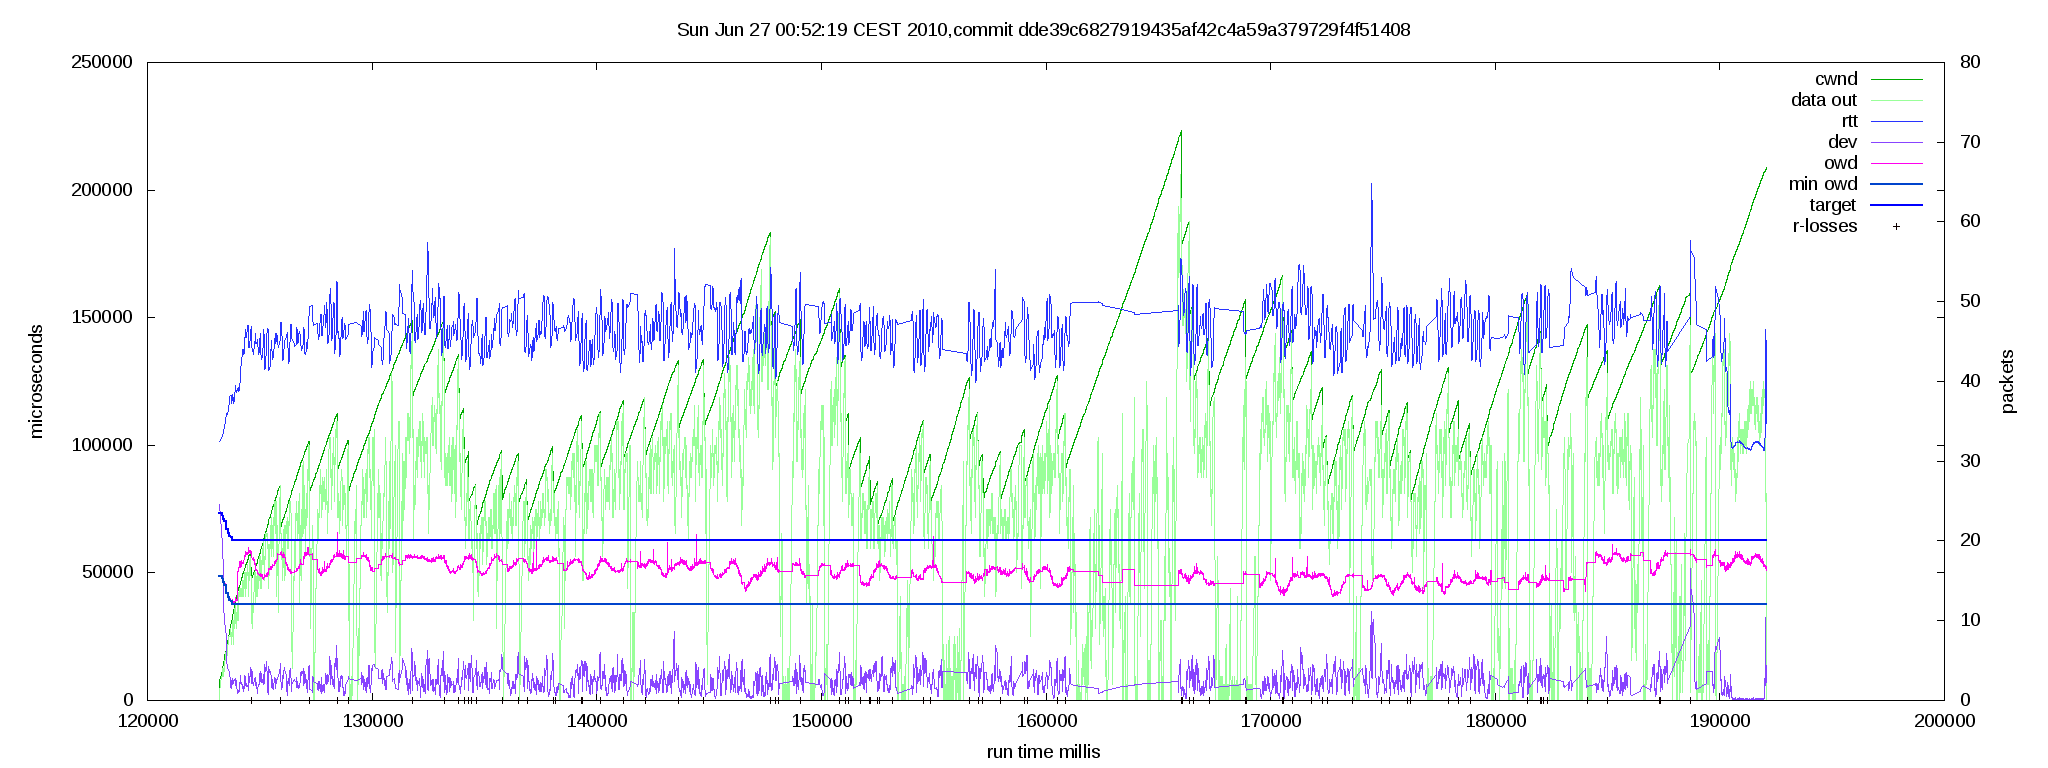 Sun Jun 27 00:52:19 CEST 2010,commit dde39c6827919435af42c4a59a379729f4f51408
250000
200000
150000
100000
50000
0
microseconds
80
70
60
50
40
30
20
10
0
packets
cwnd
data out
rtt
dev
owd
min owd
target
r-losses
120000 130000 140000 150000 160000 170000 180000 190000 200000
run time millis